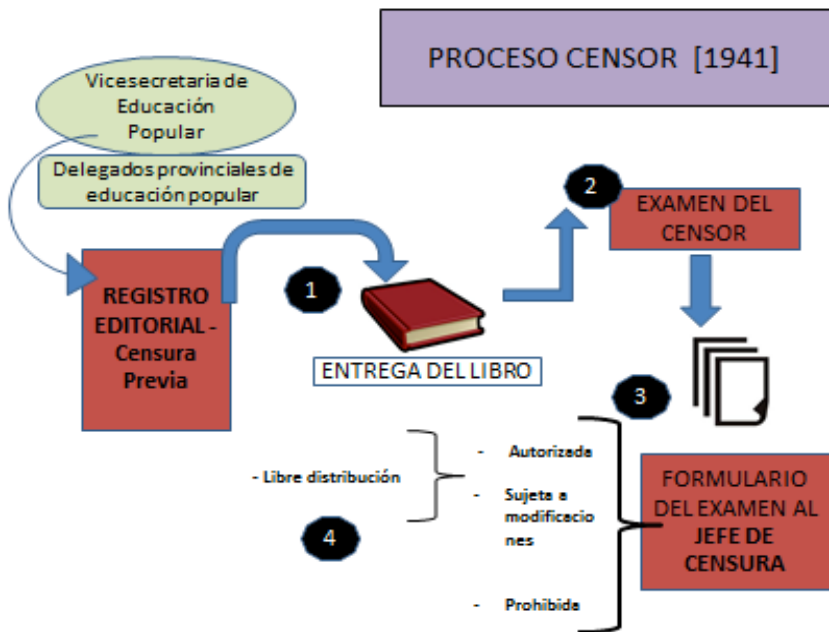 PROCESO CENSOR [1941]
Vicesecretaria de
Educación
Popular
Delegados provinciales de
educación popular
REGISTRO
EDITORIAL -
Censura
Previa
1
ENTREGA DEL LIBRO
2
EXAMEN DEL
CENSOR
3
FORMULARIO
DEL EXAMEN AL
JEFE DE
CENSURA
- Autorizada
- Sujeta a
modificacio
nes
- Prohibida
- Libre distribución
4